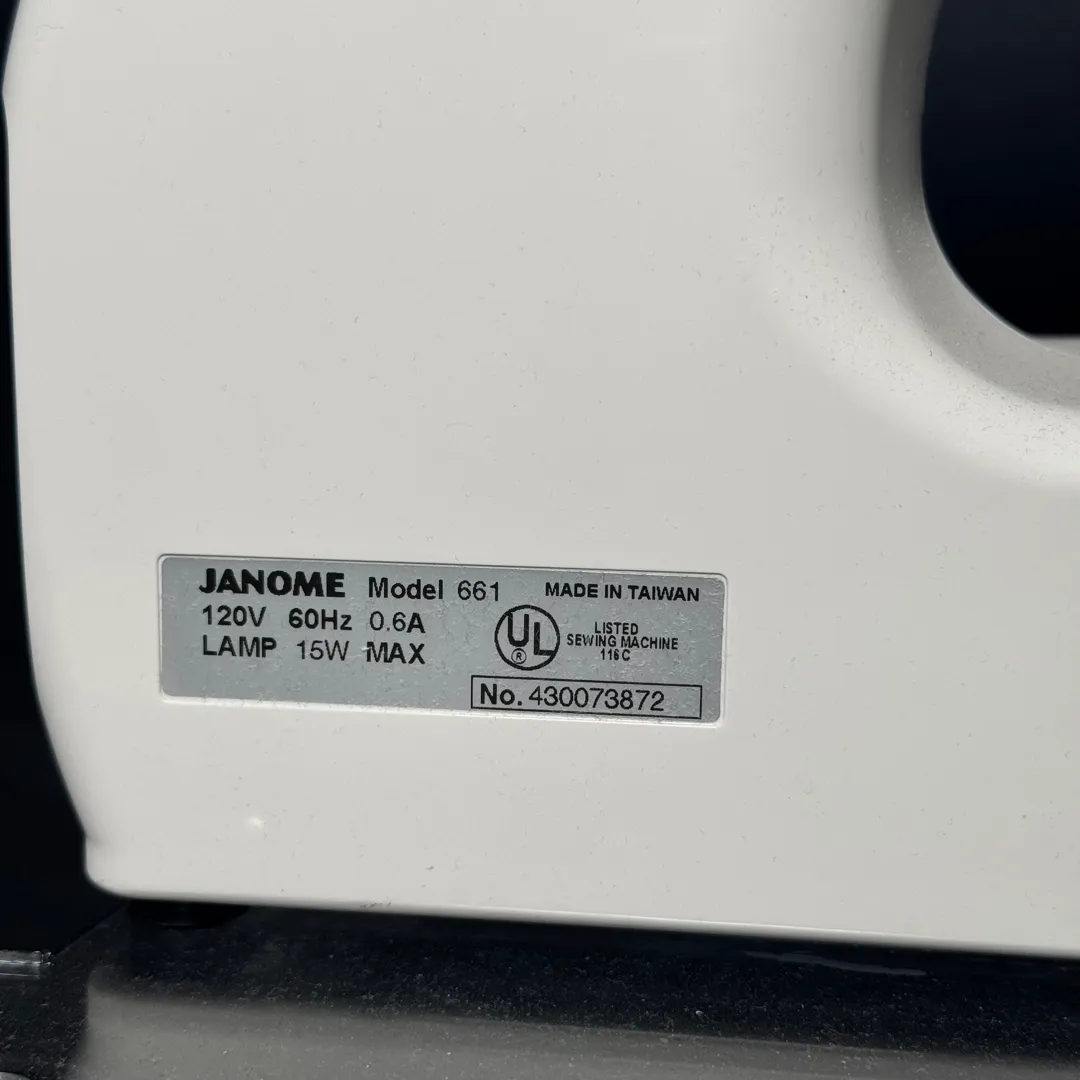 JANOME Model 661 MADE IN TAIWAN
120V 60Hz 0.6A
LAMP 15W MAX
UL ®
LISTED
SEWING MACHINE
116C
No. 430073872